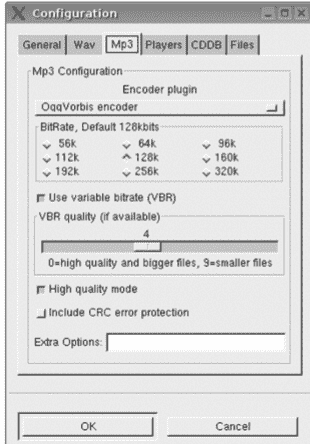 Configuration
General Wav Mp3 Players CDDB Files
Mp3 Configuration
Encoder plugin
OggVorbis encoder
BitRate, Default 128kbits
56k 64k 96k
112k 128k 160k
192k 256k 320k
Use variable bitrate (VBR)
VBR quality (if available)
4
0=high quality and bigger files, 9=smaller files
High quality mode
Include CRC error protection
Extra Options:
OK Cancel